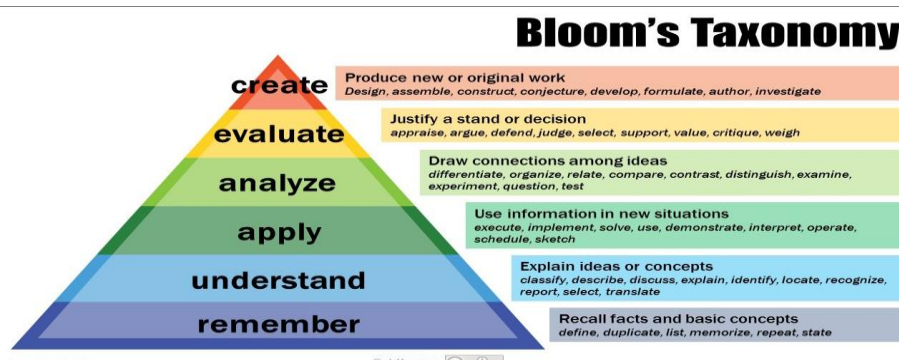 Bloom's Taxonomy
create
Produce new or original work
Design, assemble, construct, conjecture, develop, formulate, author, investigate
evaluate
Justify a stand or decision
appraise, argue, defend, judge, select, support, value, critique, weigh
analyze
Draw connections among ideas
differentiate, organize, relate, compare, contrast, distinguish, examine,
experiment, question, test
apply
Use information in new situations
execute, implement, solve, use, demonstrate, interpret, operate,
schedule, sketch
understand
Explain ideas or concepts
classify, describe, discuss, explain, identify, locate, recognize,
report, select, translate
remember
Recall facts and basic concepts
define, duplicate, list, memorize, repeat, state